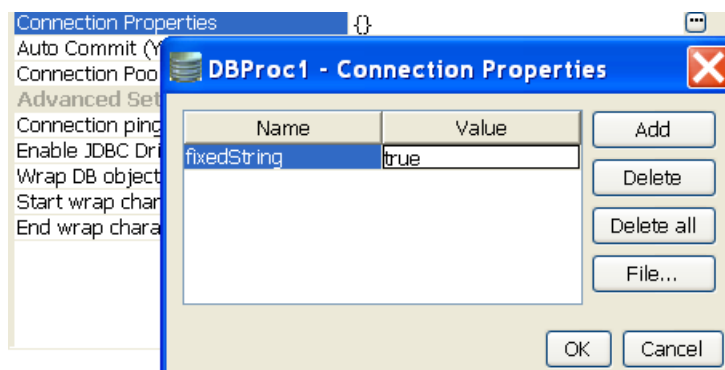 Connection Properties {}
Auto Commit (Y
Connection Poo
Advanced Set
Connection ping
Enable JDBC Dri
Wrap DB object
Start wrap char
End wrap chara
DBProc1 - Connection Properties
Name Value
fixedString true
Add
Delete
Delete all
File...
OK Cancel